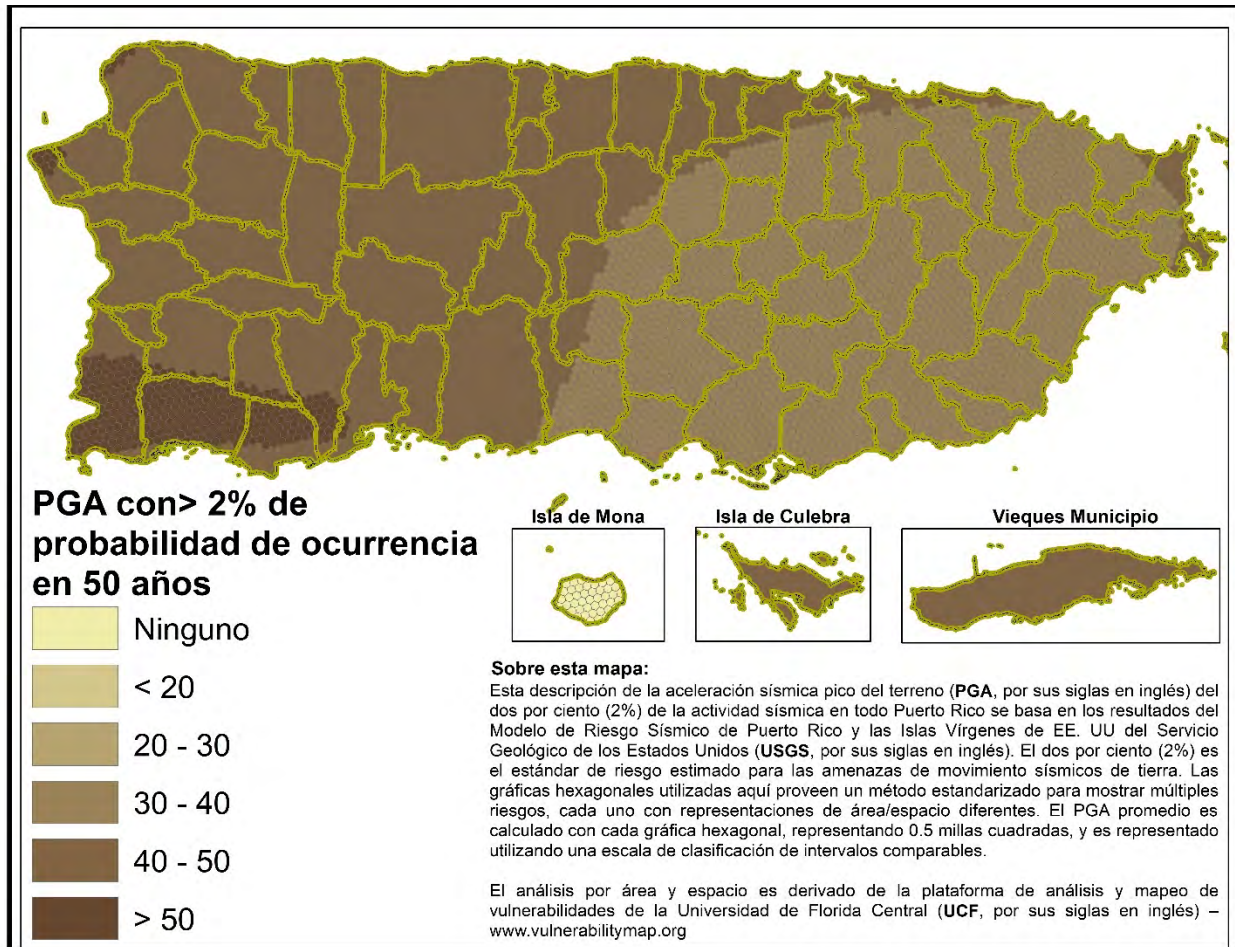 Isla de Mona
Isla de Culebra
Vieques Municipio
PGA con> 2% de
probabilidad de ocurrencia
en 50 años
Ninguno
< 20
20 - 30
30 - 40
40 - 50
> 50
Sobre esta mapa:
Esta descripción de la aceleración sísmica pico del terreno (PGA, por sus siglas en inglés) del
dos por ciento (2%) de la actividad sísmica en todo Puerto Rico se basa en los resultados del
Modelo de Riesgo Sísmico de Puerto Rico y las Islas Vírgenes de EE. UU del Servicio
Geológico de los Estados Unidos (USGS, por sus siglas en inglés). El dos por ciento (2%) es
el estándar de riesgo estimado para las amenazas de movimiento sísmicos de tierra. Las
gráficas hexagonales utilizadas aquí proveen un método estandarizado para mostrar múltiples
riesgos, cada uno con representaciones de área/espacio diferentes. El PGA promedio es
calculado con cada gráfica hexagonal, representando 0.5 millas cuadradas, y es representado
utilizando una escala de clasificación de intervalos comparables.
El análisis por área y espacio es derivado de la plataforma de análisis y mapeo de
vulnerabilidades de la Universidad de Florida Central (UCF, por sus siglas en inglés) –
www.vulnerabilitymap.org